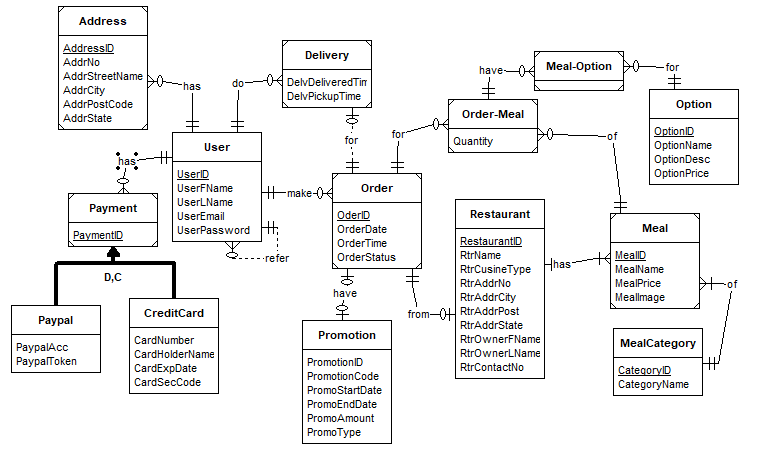 Address
AddressID
AddrNo
AddrStreetName
AddrCity
AddrPostCode
AddrState
has
Delivery
DelvDeliveredTim
DelvPickupTime
do
for
Meal-Option
have
for
Order-Meal
Quantity
for
of
Option
OptionID
OptionName
OptionDesc
OptionPrice
User
UserID
UserFName
UserLName
UserEmail
UserPassword
has
make
refer
Payment
PaymentID
D,C
Paypal
PaypalAcc
PaypalToken
CreditCard
CardNumber
CardHolderName
CardExpDate
CardSecCode
Order
OderID
OrderDate
OrderTime
OrderStatus
have
from
Promotion
PromotionID
PromotionCode
PromoStartDate
PromoEndDate
PromoAmount
PromoType
Restaurant
RestaurantID
RtrName
RtrCusineType
RtrAddrNo
RtrAddrCity
RtrAddrPost
RtrAddrState
RtrOwnerFName
RtrOwnerLName
RtrContactNo
has
Meal
MealID
MealName
MealPrice
MealImage
of
MealCategory
CategoryID
CategoryName